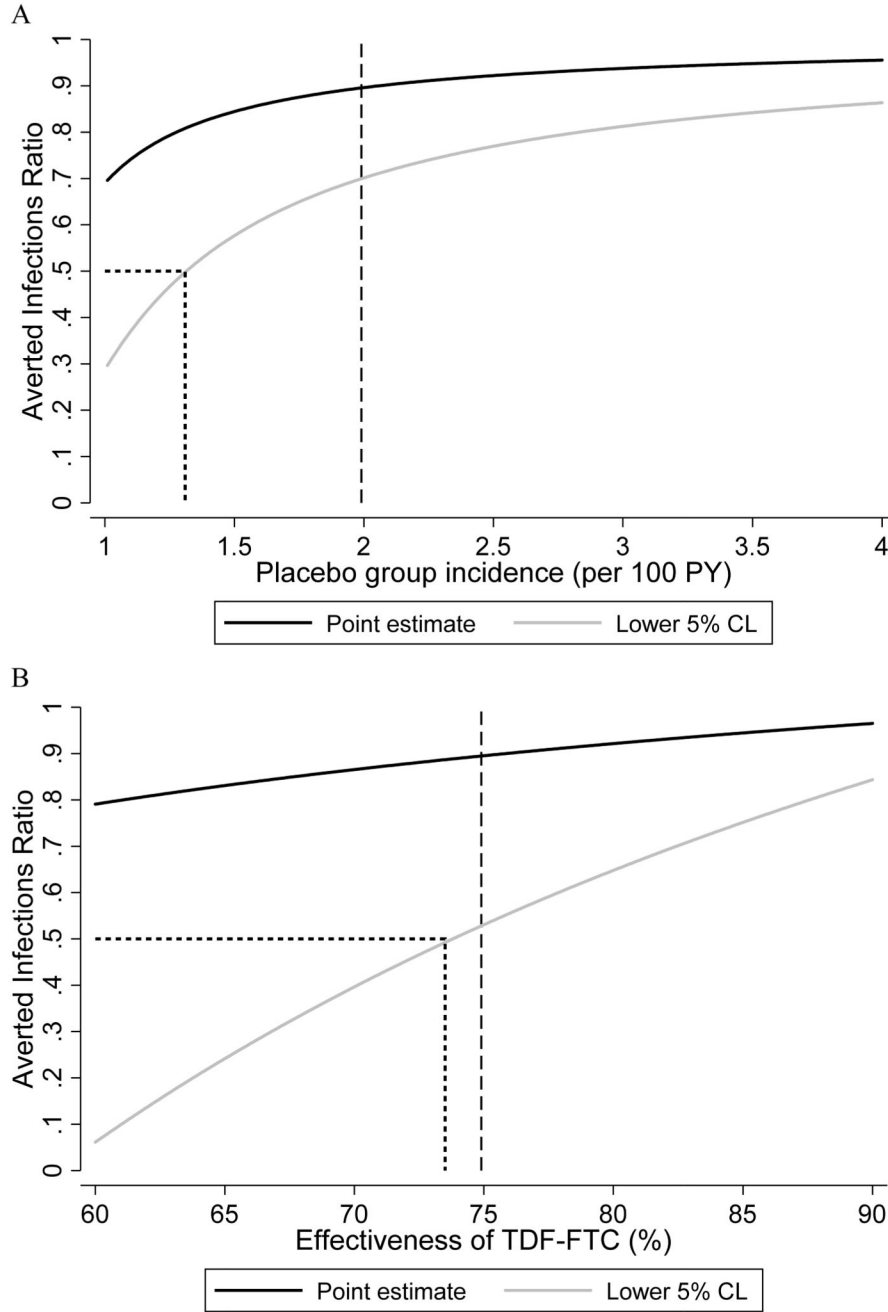 A
Averted Infections Ratio
1
.9
.8
.7
.6
.5
.4
.3
.2
.1
0
1 1.5 2 2.5 3 3.5 4
Placebo group incidence (per 100 PY)
Point estimate Lower 5% CL
B
Averted Infections Ratio
1
.9
.8
.7
.6
.5
.4
.3
.2
.1
0
60 65 70 75 80 85 90
Effectiveness of TDF-FTC (%)
Point estimate Lower 5% CL